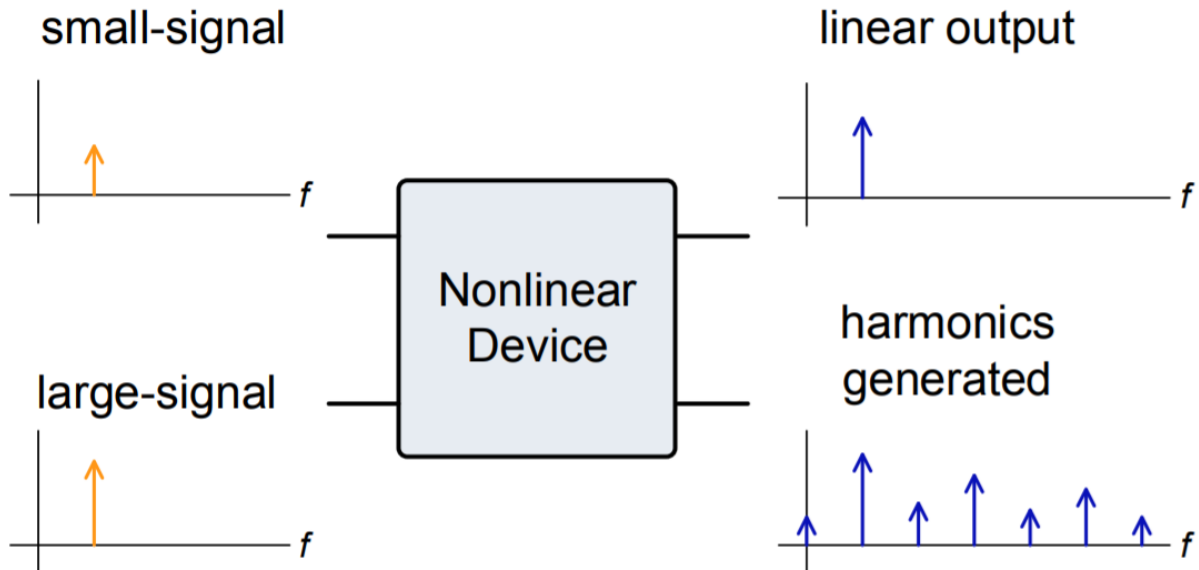 small-signal
linear output
f
f
Nonlinear
Device
harmonics
generated
large-signal
f
f